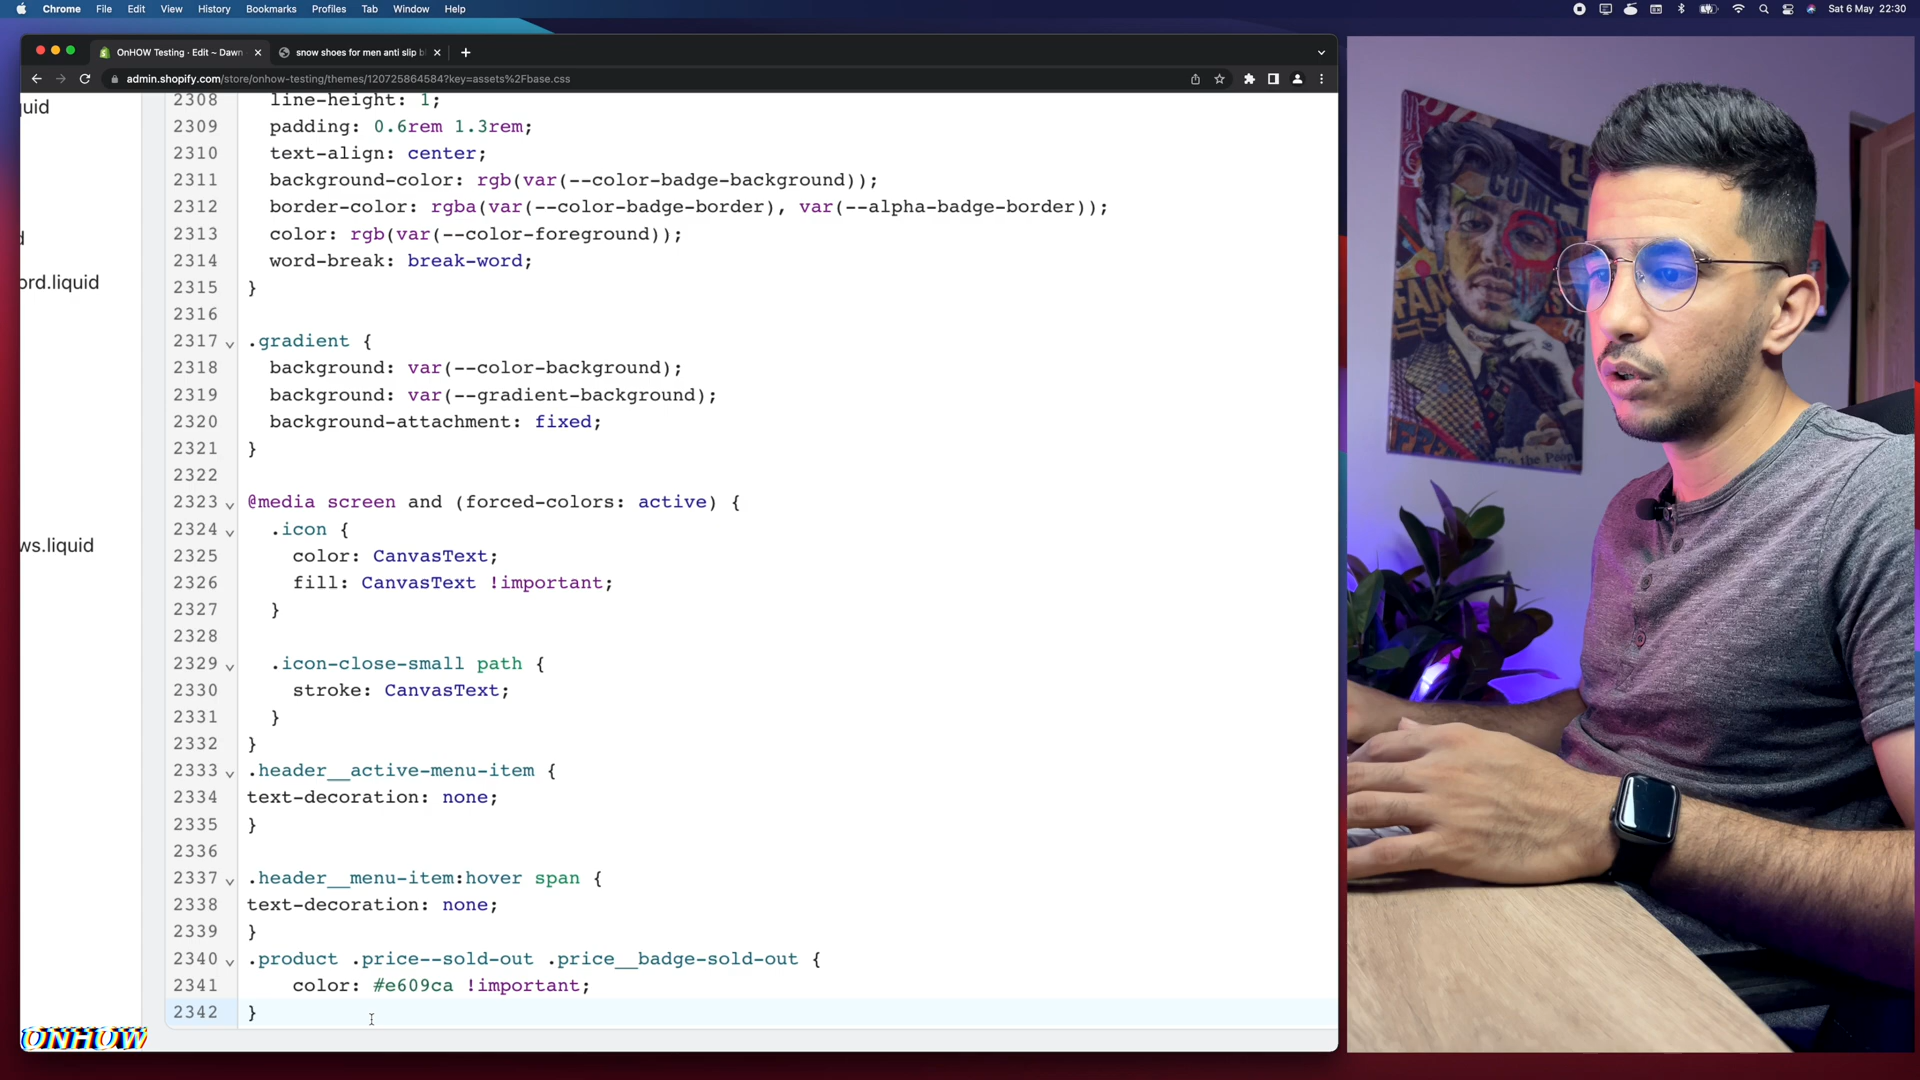 Chrome File Edit View History Bookmarks Profiles Tab Window Help
Sat 6 May 22:30
OnHOW Testing · Edit ~ Dawn
snow shoes for men anti slip b
admin.shopify.com/store/onhow-testing/themes/120725864584?key=assets%2Fbase.css
uid
d
ord.liquid
ws.liquid
2308 line-height: 1;
2309 padding: 0.6rem 1.3rem;
2310 text-align: center;
2311 background-color: rgb(var(--color-badge-background));
2312 border-color: rgba(var(--color-badge-border), var(--alpha-badge-border));
2313 color: rgb(var(--color-foreground));
2314 word-break: break-word;
2315 }
2316
2317 .gradient {
2318 background: var(--color-background);
2319 background: var(--gradient-background);
2320 background-attachment: fixed;
2321 }
2322
2323 @media screen and (forced-colors: active) {
2324 .icon {
2325 color: CanvasText;
2326 fill: CanvasText !important;
2327 }
2328
2329 .icon-close-small path {
2330 stroke: CanvasText;
2331 }
2332 }
2333 .header__active-menu-item {
2334 text-decoration: none;
2335 }
2336
2337 .header__menu-item:hover span {
2338 text-decoration: none;
2339 }
2340 .product .price--sold-out .price__badge-sold-out {
2341 color: #e609ca !important;
2342 }
ONHOW
FAN
COM
To the Peop